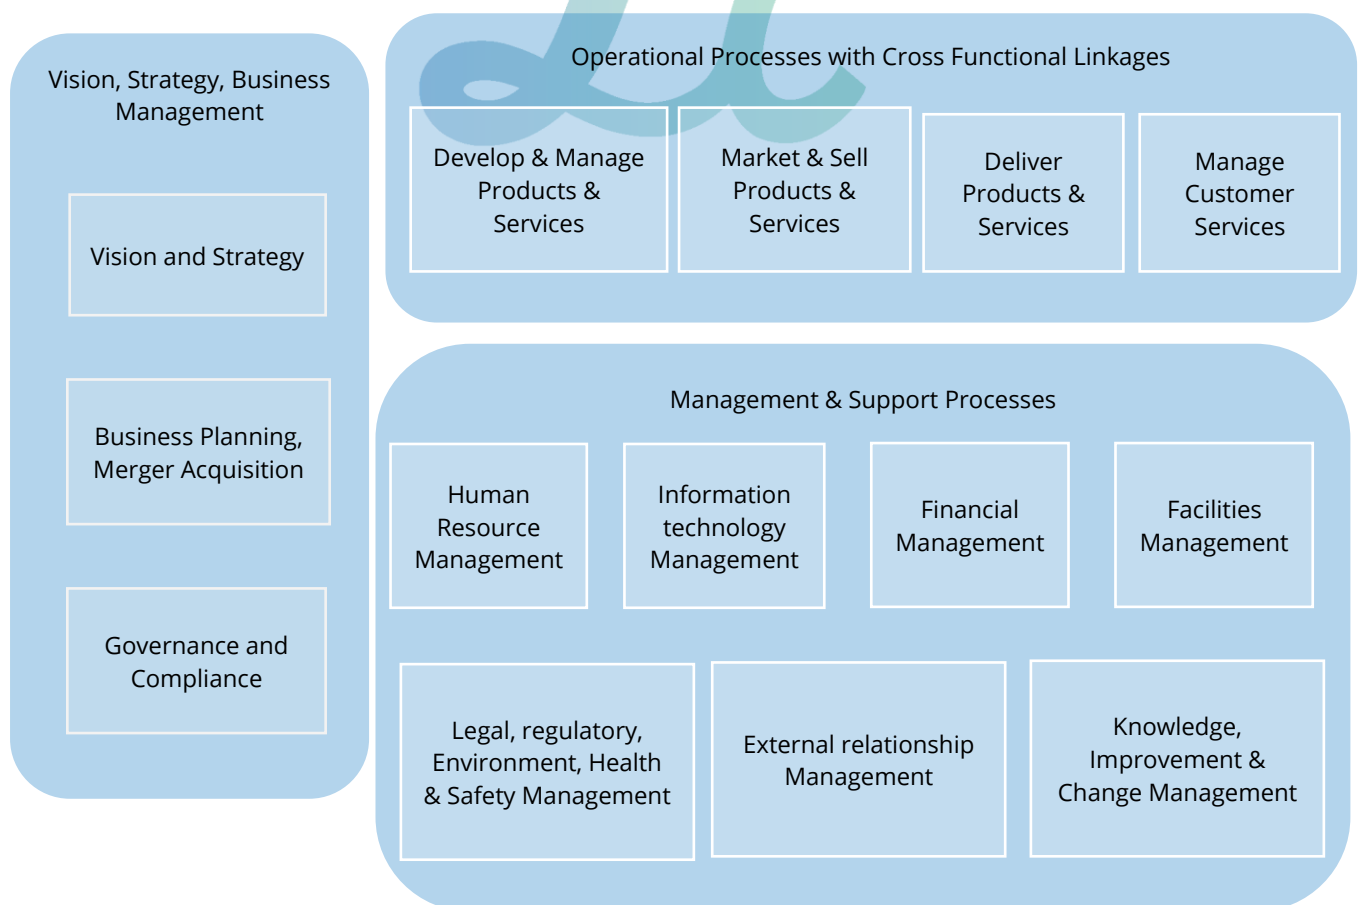 Vision, Strategy, Business
Management
Vision and Strategy
Business Planning,
Merger Acquisition
Governance and
Compliance
Operational Processes with Cross Functional Linkages
Develop & Manage
Products &
Services
Market & Sell
Products &
Services
Deliver
Products &
Services
Manage
Customer
Services
Management & Support Processes
Human
Resource
Management
Information
technology
Management
Financial
Management
Facilities
Management
Legal, regulatory,
Environment, Health
& Safety Management
External relationship
Management
Knowledge,
Improvement &
Change Management